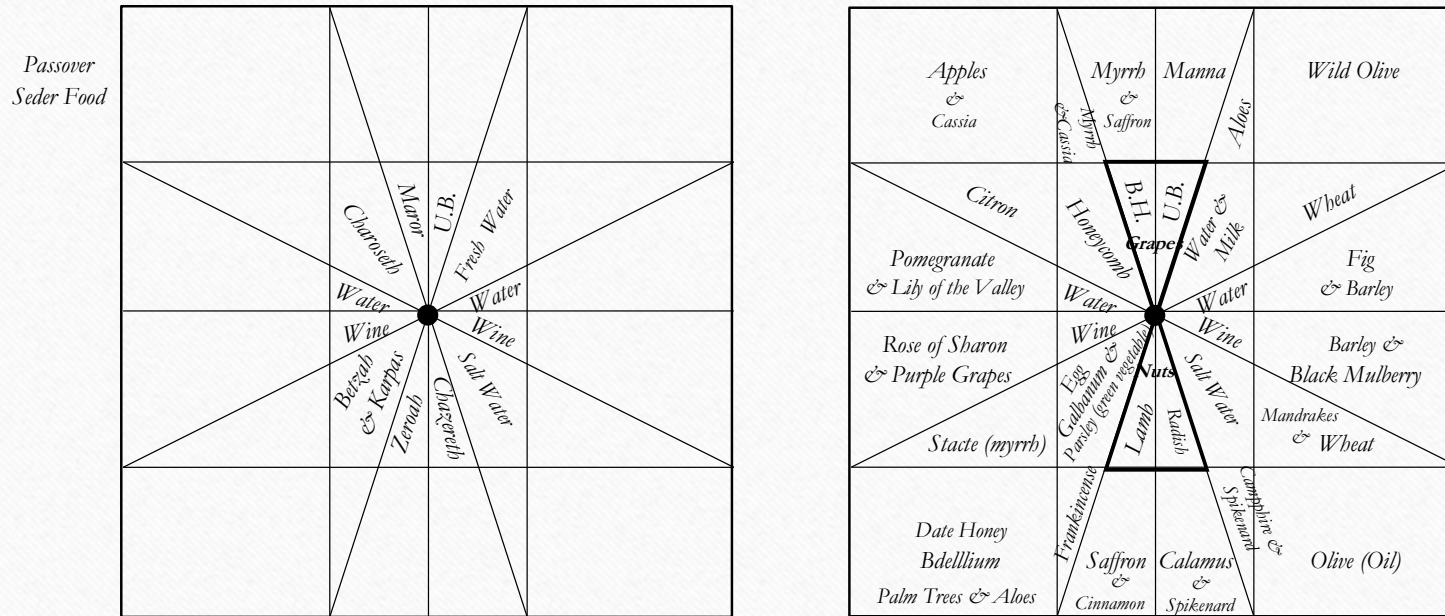 Passover
Seder Food
Maror
U.B.
Charoseth
Fresh Water
Water
Water
Wine
Wine
Betzah
& Karpas
Zeroah
Chazereth
Salt Water
Apples
&
Cassia
Myrrh
&Cassia
Myrrh
&
Saffron
Manna
Aloes
Wild Olive
Citron
Honeycomb
B.H.
U.B.
Grapes
Water &
Milk
Wheat
Pomegranate
& Lily of the Valley
Water
Water
Fig
& Barley
Rose of Sharon
& Purple Grapes
Wine
Wine
Barley &
Black Mulberry
Egg
Galbanum &
Parsley (green vegetable)
Nuts
Lamb
Radish
Salt Water
Mandrakes
& Wheat
Stacte (myrrh)
Frankincense
Campphire &
Spikenard
Date Honey
Bdelllium
Palm Trees & Aloes
Saffron
&
Cinnamon
Calamus
&
Spikenard
Olive (Oil)